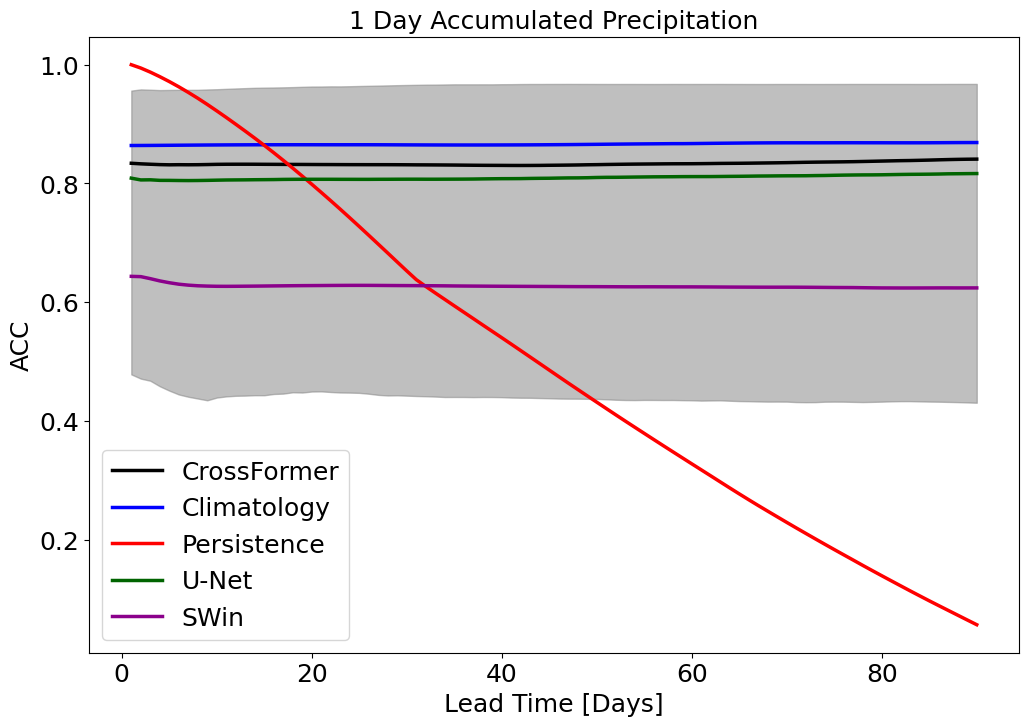 1 Day Accumulated Precipitation
1.0
0.8
0.6
0.4
0.2
ACC
CrossFormer
Climatology
Persistence
U-Net
SWin
0 20 40 60 80
Lead Time [Days]